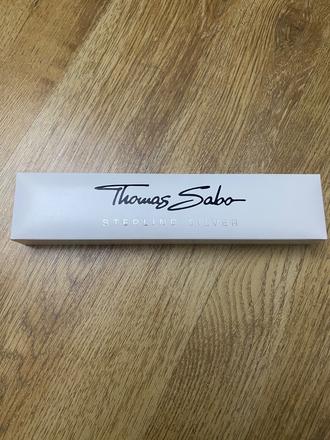 Thomas Sabo
STERLING SILVER